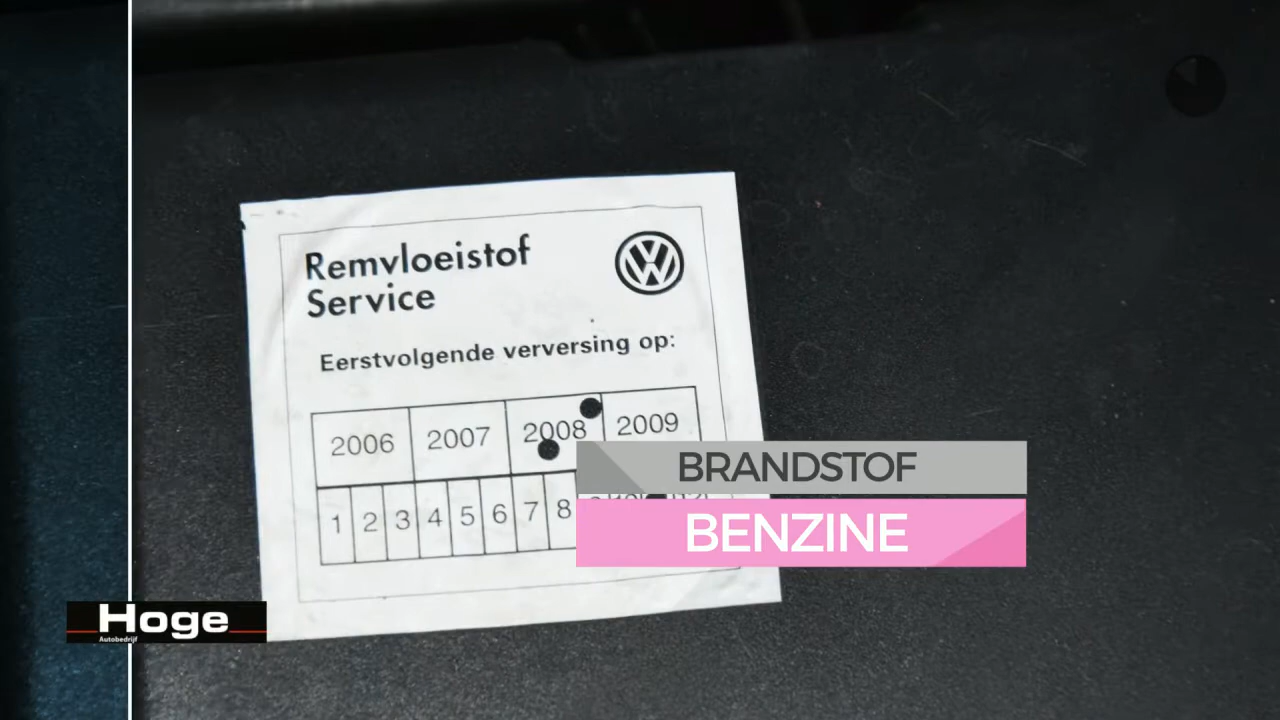 Remvloeistof
Service
Eerstvolgende verversing op:
2006 2007 2008 2009
1 2 3 4 5 6 7 8
BRANDSTOF
BENZINE
Hoge
Autobedrijf